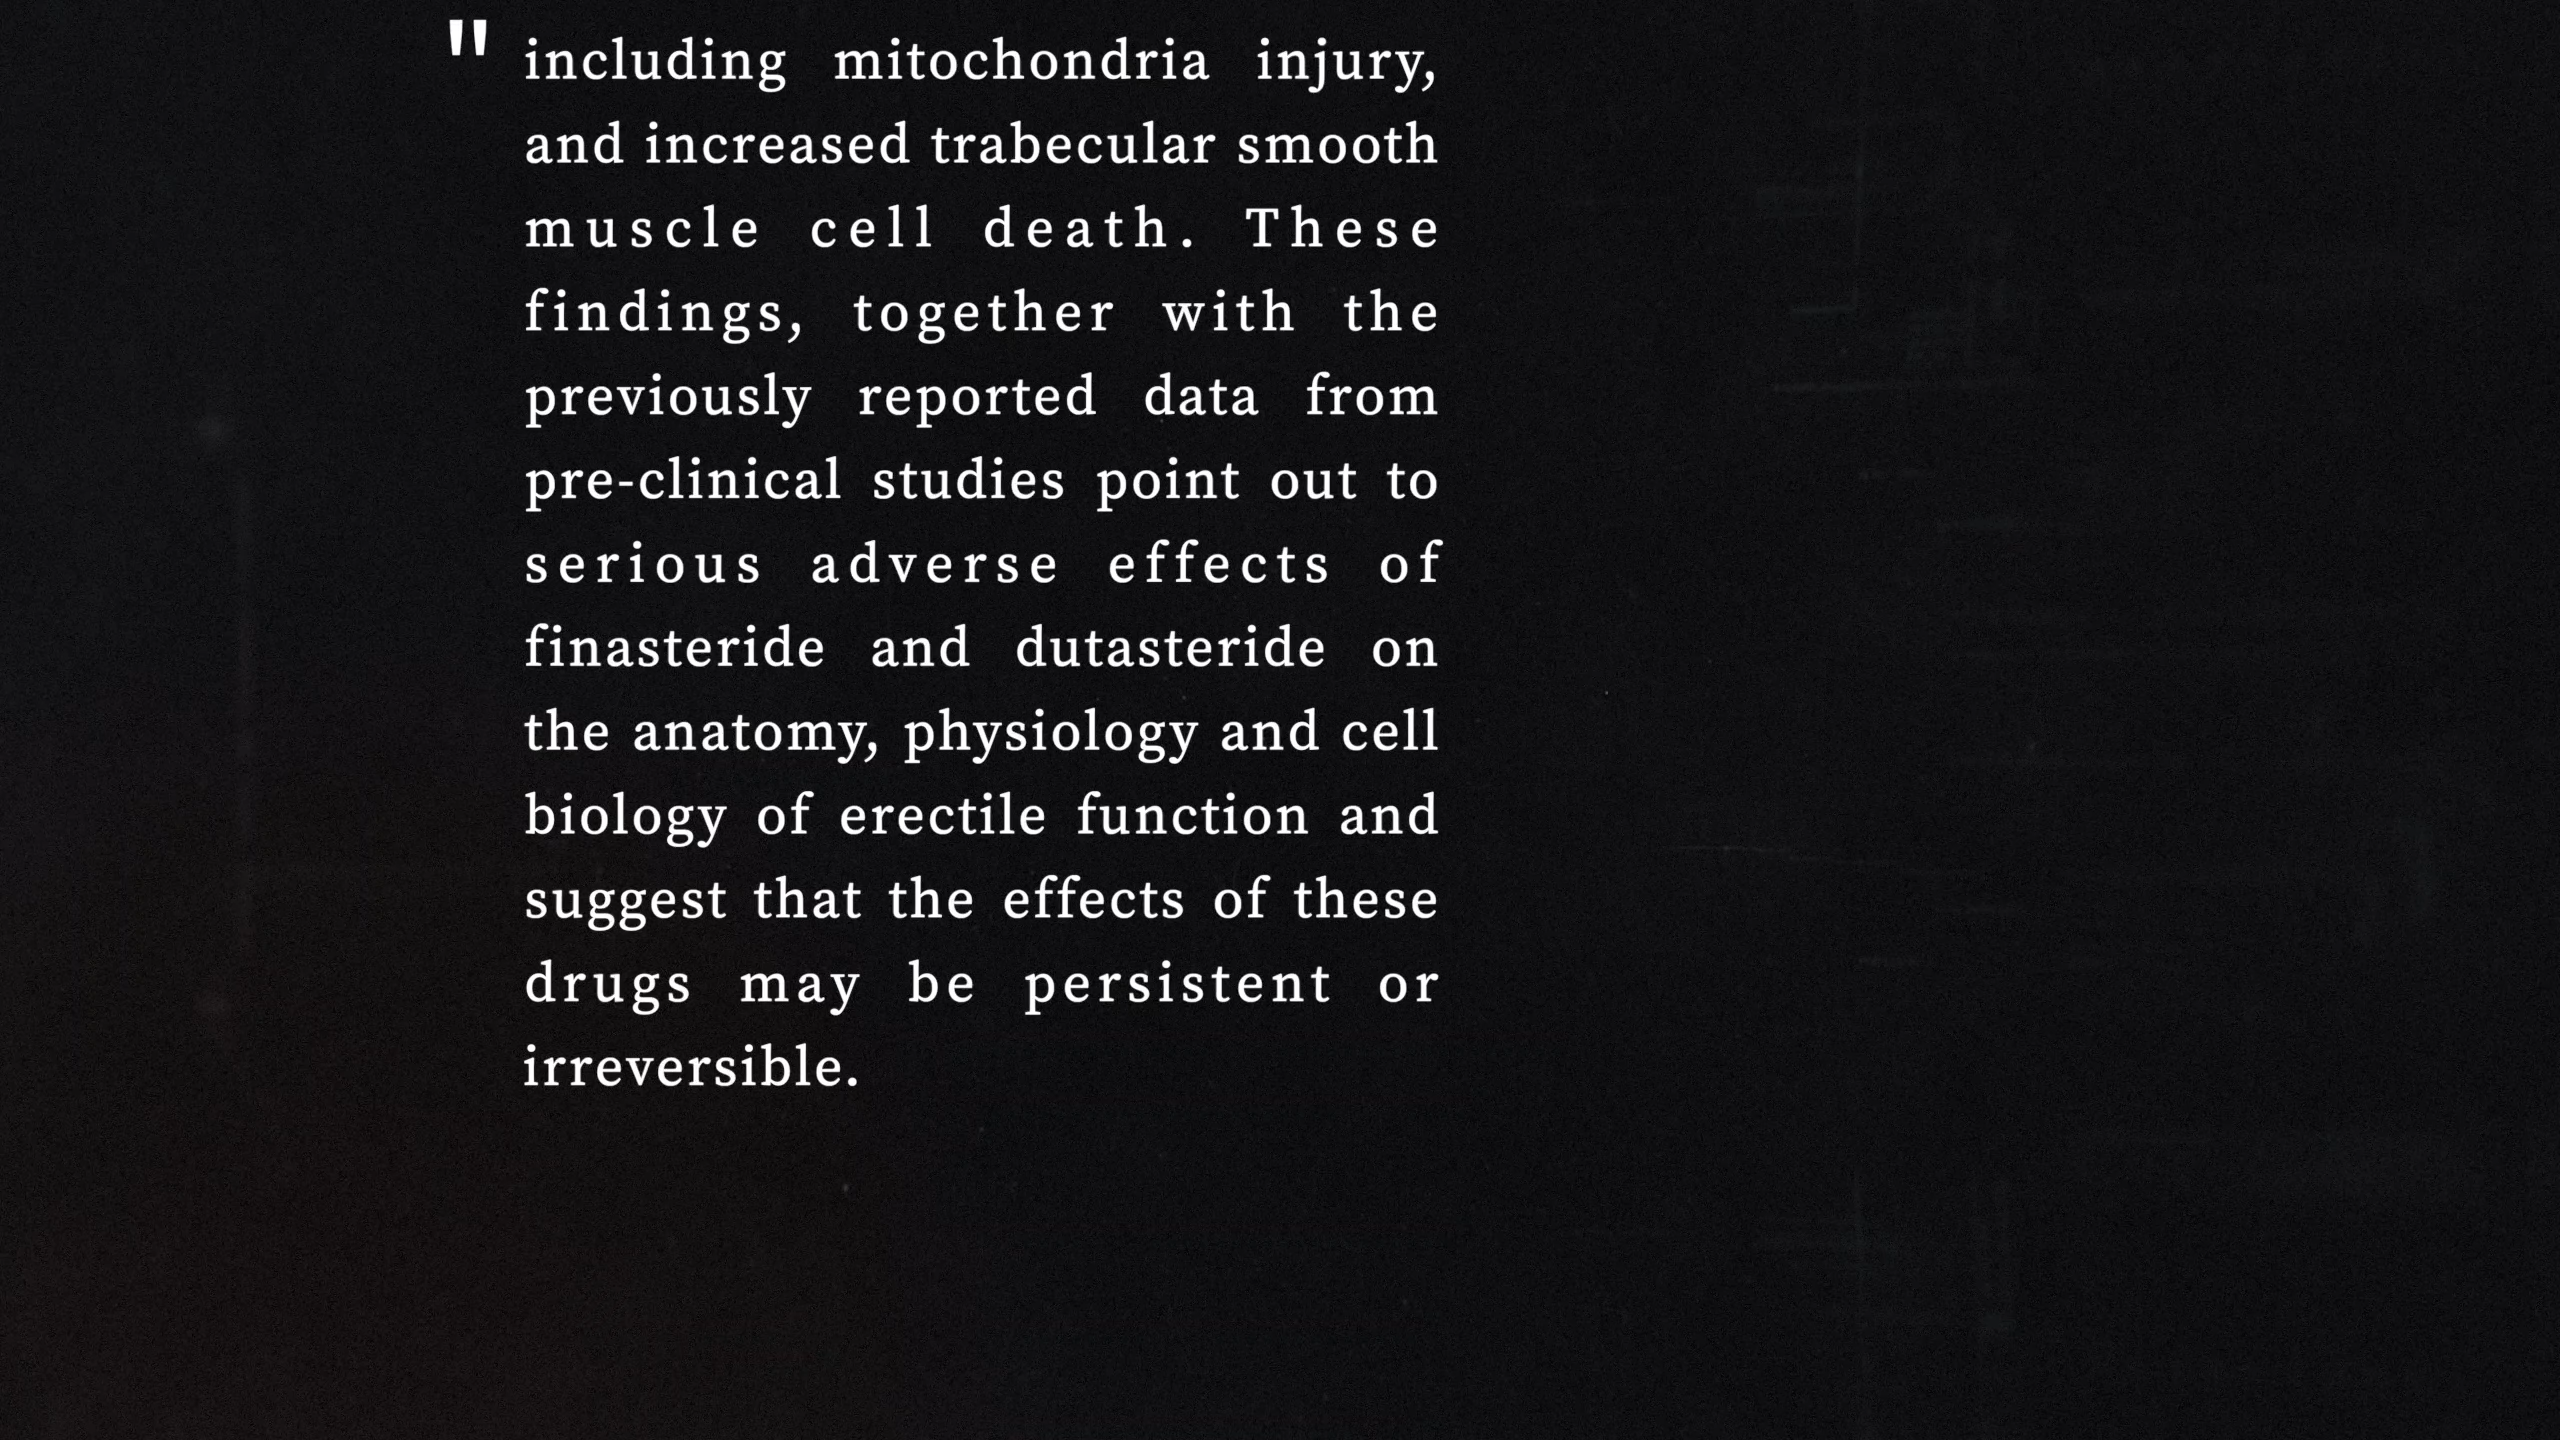 " including mitochondria injury,
and increased trabecular smooth
muscle cell death. These
findings, together with the
previously reported data from
pre-clinical studies point out to
serious adverse effects of
finasteride and dutasteride on
the anatomy, physiology and cell
biology of erectile function and
suggest that the effects of these
drugs may be persistent or
irreversible.